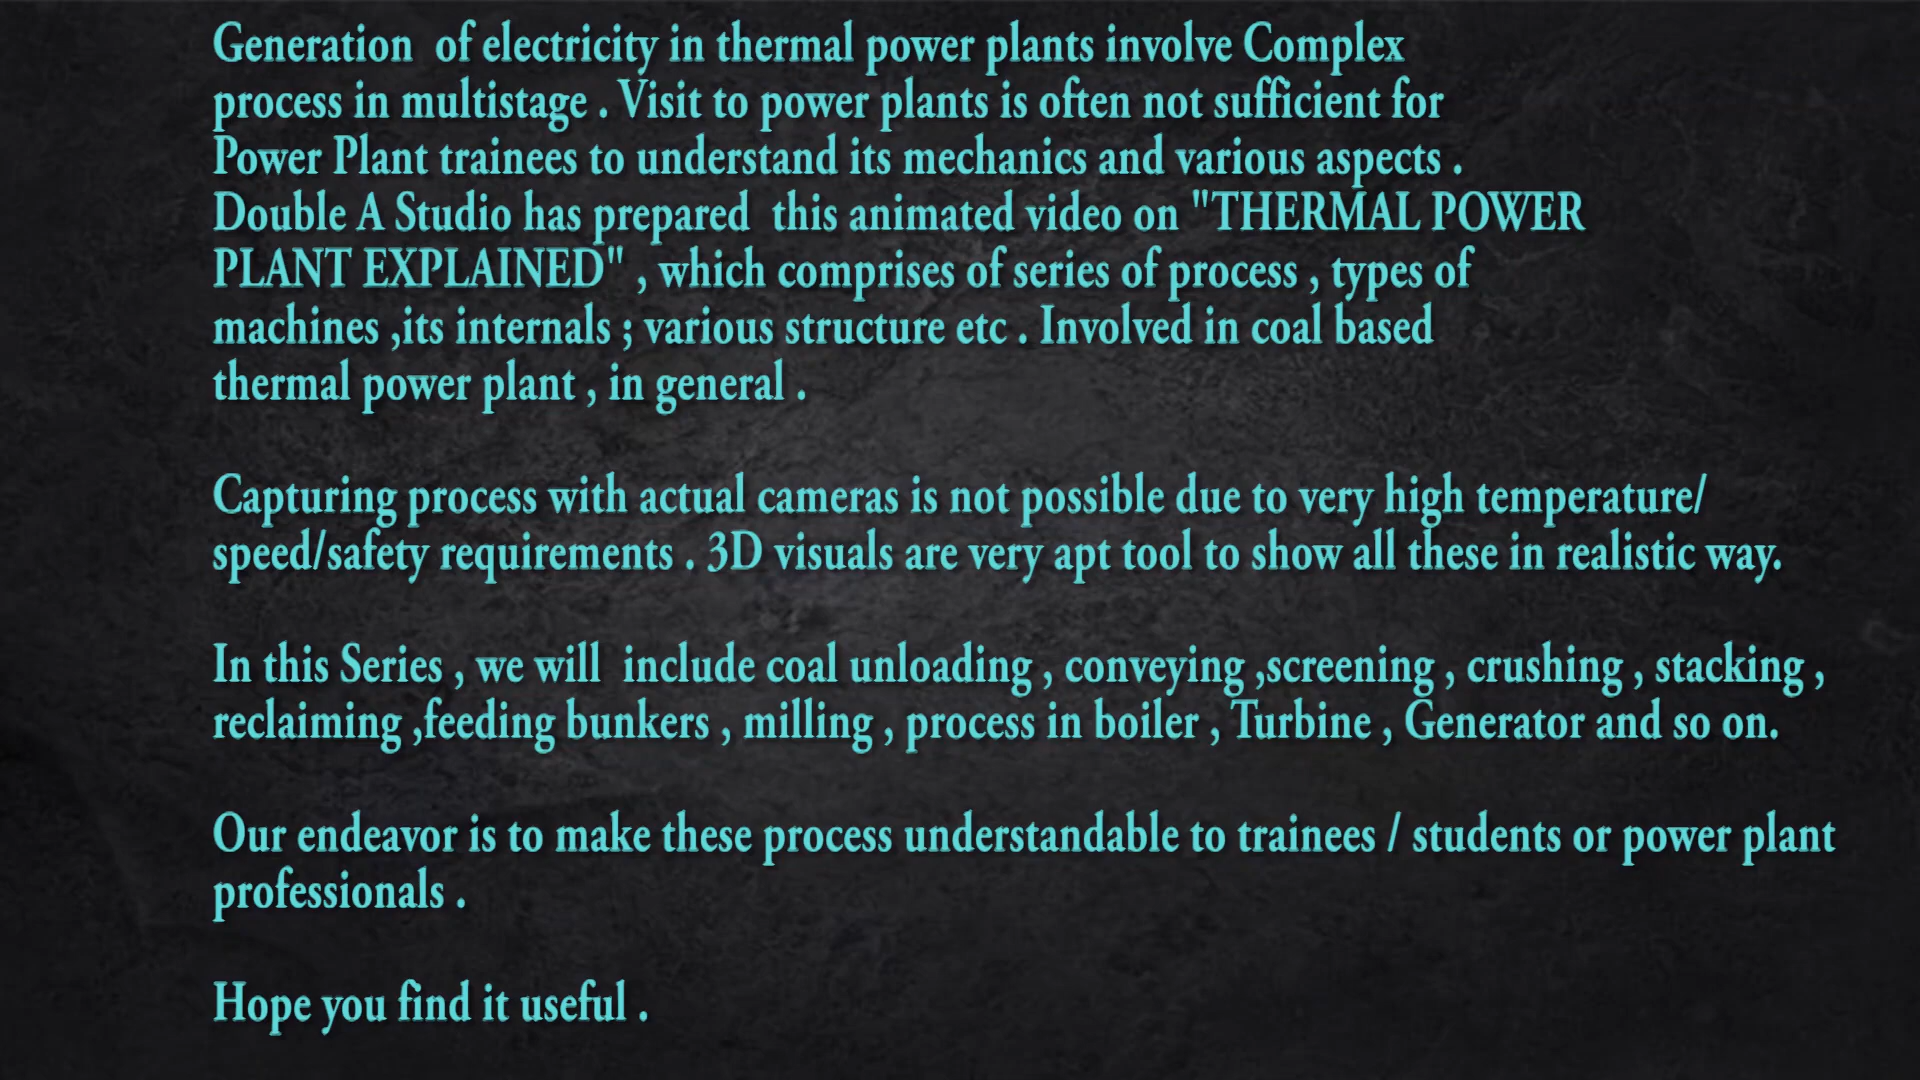 Generation  of electricity in thermal power plants involve Complex
process in multistage . Visit to power plants is often not sufficient for
Power Plant trainees to understand its mechanics and various aspects .
Double A Studio has prepared  this animated video on "THERMAL POWER
PLANT EXPLAINED" , which comprises of series of process , types of
machines ,its internals ; various structure etc . Involved in coal based
thermal power plant , in general .
Capturing process with actual cameras is not possible due to very high temperature/
speed/safety requirements . 3D visuals are very apt tool to show all these in realistic way.
In this Series , we will  include coal unloading , conveying ,screening , crushing , stacking ,
reclaiming ,feeding bunkers , milling , process in boiler , Turbine , Generator and so on.
Our endeavor is to make these process understandable to trainees / students or power plant
professionals .
Hope you find it useful .